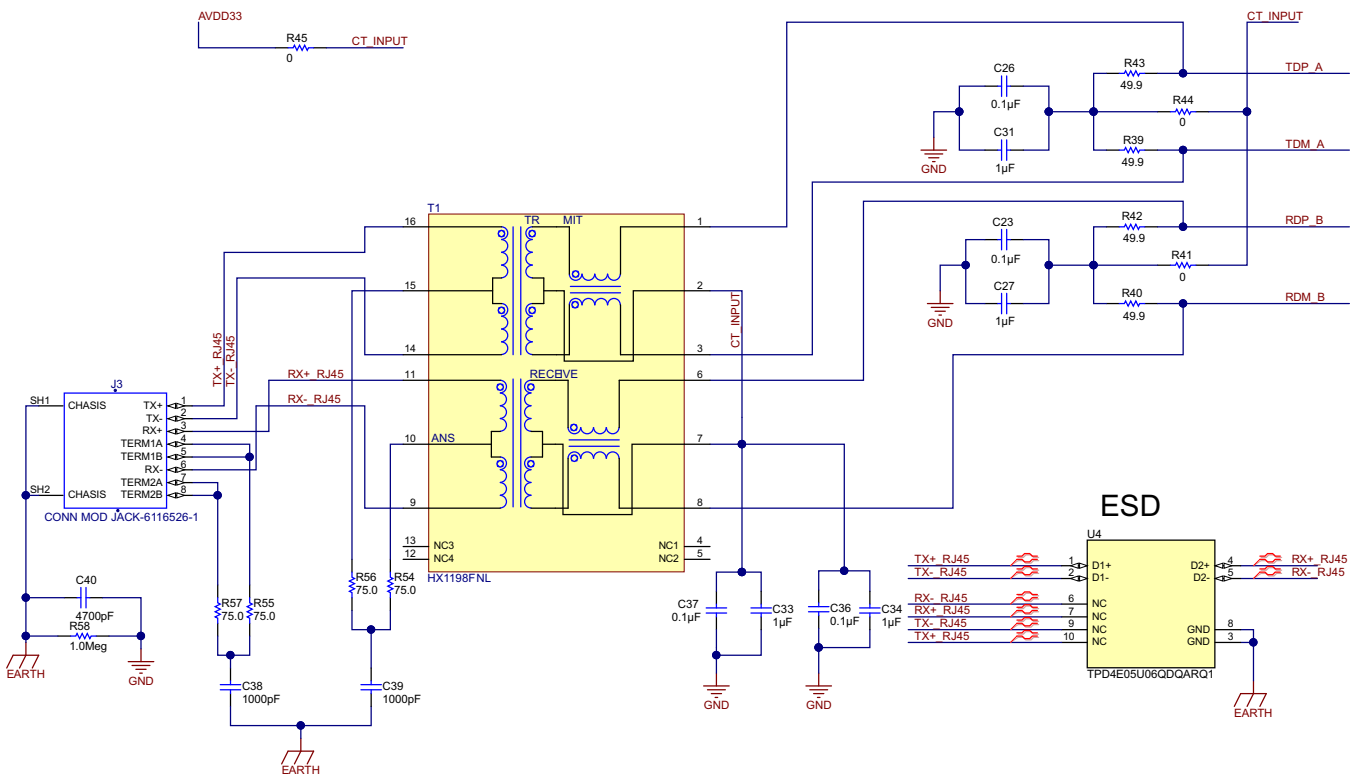 AVDD33
R45
0
CT_INPUT
CT_INPUT
C26
0.1µF
C31
1µF
GND
R43
49.9
R44
0
R39
49.9
TDP_A
TDM_A
C23
0.1µF
C27
1µF
GND
R42
49.9
R41
0
R40
49.9
RDP_B
RDM_B
T1
TR MIT
16
15
14
11
10
9
13
12
1
2
3
6
7
8
4
5
CT_INPUT
RECEIVE
ANS
NC3
NC4
NC1
NC2
HX1198FNL
TX+_RJ45
TX-_RJ45
RX+_RJ45
RX-_RJ45
J3
SH1
CHASIS
SH2
CHASIS
TX+ 1
TX- 2
RX+ 3
TERM1A 4
TERM1B 5
RX- 6
TERM2A 7
TERM2B 8
CONN MOD JACK-6116526-1
C40
4700pF
R58
1.0Meg
EARTH
GND
R57
75.0
R55
75.0
R56
75.0
R54
75.0
C38
1000pF
C39
1000pF
EARTH
C37
0.1µF
C33
1µF
GND
C36
0.1µF
C34
1µF
GND
ESD
U4
TX+_RJ45 1 D1+
TX-_RJ45 2 D1-
RX-_RJ45 6 NC
RX+_RJ45 7 NC
TX-_RJ45 9 NC
TX+_RJ45 10 NC
D2+ 4 RX+_RJ45
D2- 5 RX-_RJ45
GND 8
GND 3
TPD4E05U06QDQARQ1
EARTH